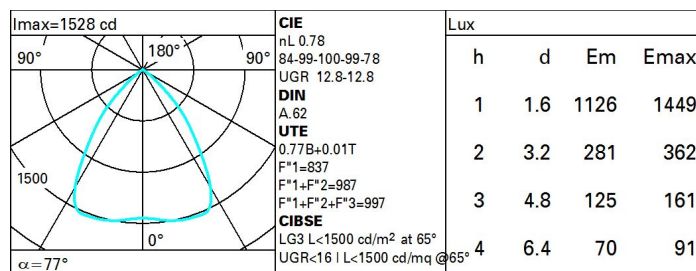 Imax=1528 cd
90° 180° 90°
1500
0°
α=77°
CIE
nL 0.78
84-99-100-99-78
UGR 12.8-12.8
DIN
A.62
UTE
0.77B+0.01T
F"1=837
F"1+F"2=987
F"1+F"2+F"3=997
CIBSE
LG3 L<1500 cd/m² at 65°
UGR<16 | L<1500 cd/mq @65°
Lux
h d Em Emax
1 1.6 1126 1449
2 3.2 281 362
3 4.8 125 161
4 6.4 70 91